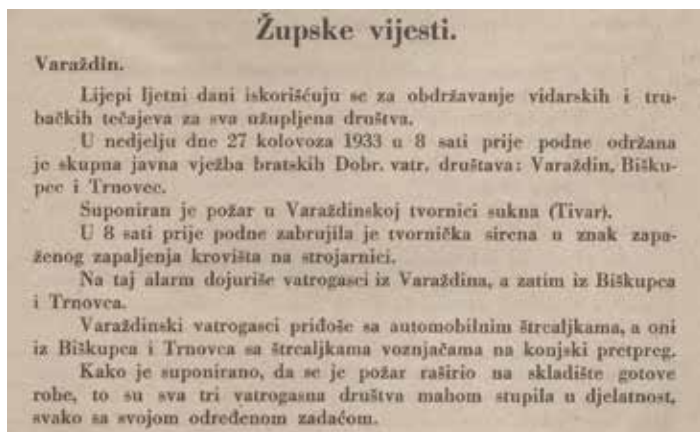 Župske vijesti.
Varaždin.
Lijepi ljetni dani iskorišćuju se za obdržavanje vidarskih i tru-
bačkih tečajeva za sva užupljena društva.
U nedjelju dne 27 kolovoza 1933 u 8 sati prije podne održana
je skupna javna vježba bratskih Dobr. vatr. društava: Varaždin, Bišku-
pec i Trnovec.
Suponiran je požar u Varaždinskoj tvornici sukna (Tivar).
U 8 sati prije podne zabrujila je tvornička sirena u znak zapa-
ženog zapaljenja krovišta na strojarnici.
Na taj alarm dojuriše vatrogasci iz Varaždina, a zatim iz Biškupca
i Trnovca.
Varaždinski vatrogasci pridoše sa automobilnim štrcaljkama, a oni
iz Biškupca i Trnovca sa štrcaljkama voznjačama na konjski pretpreg.
Kako je suponirano, da se je požar raširio na skladište gotove
robe, to su sva tri vatrogasna društva mahom stupila u djelatnost,
svako sa svojom određenom zadaćom.